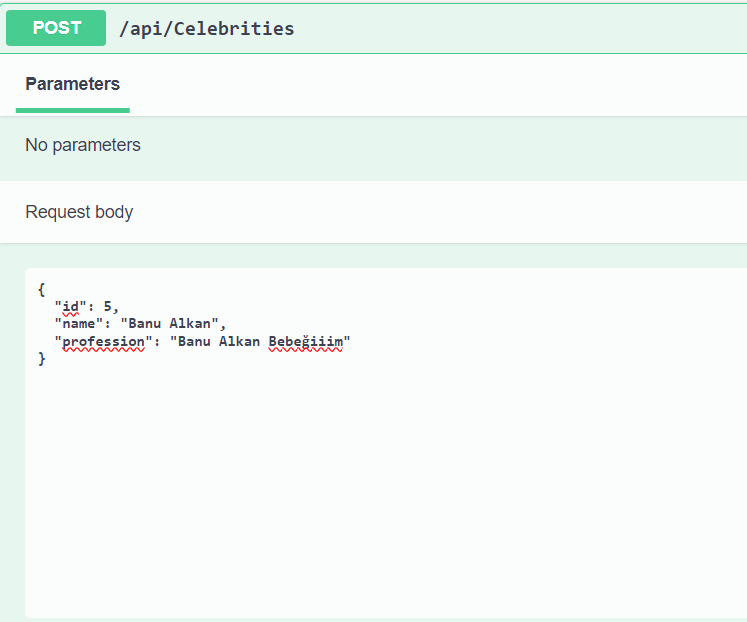 POST /api/Celebrities
Parameters
No parameters
Request body
{
"id": 5,
"name": "Banu Alkan",
"profession": "Banu Alkan Bebeğiiim"
}